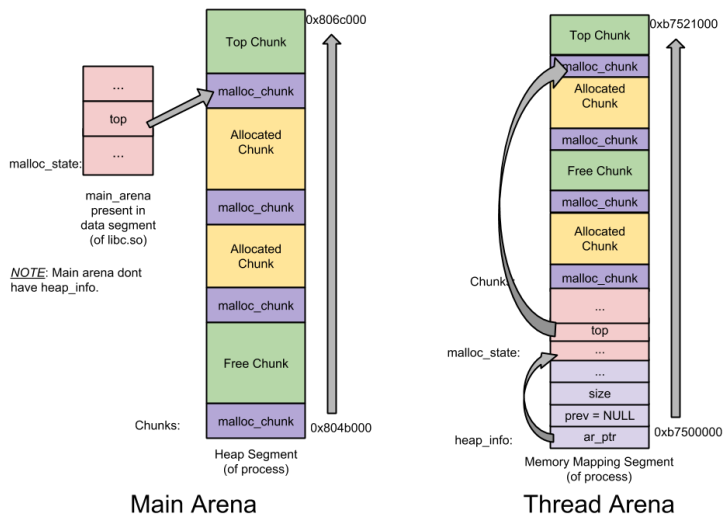 0x806c000
Top Chunk
malloc_chunk
Allocated
Chunk
malloc_chunk
Allocated
Chunk
malloc_chunk
Free Chunk
Chunks:
malloc_chunk
0x804b000
Heap Segment
(of process)
...
top
...
malloc_state:
main_arena
present in
data segment
(of libc.so)
NOTE: Main arena dont
have heap_info.
Main Arena
0xb7521000
Top Chunk
malloc_chunk
Allocated
Chunk
malloc_chunk
Free Chunk
malloc_chunk
Allocated
Chunk
malloc_chunk
Chunks:
...
top
malloc_state:
...
...
size
prev = NULL
0xb7500000
heap_info:
ar_ptr
Memory Mapping Segment
(of process)
Thread Arena